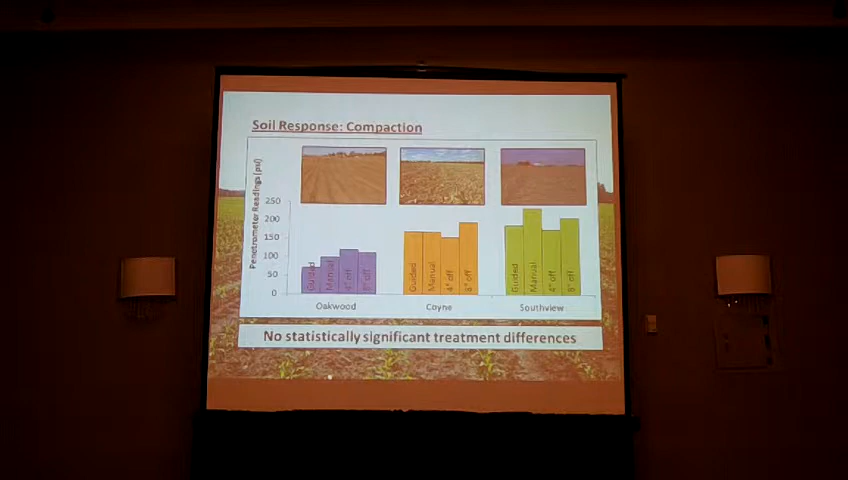 Soil Response: Compaction
Penetrometer Readings (psi)
250
200
150
100
50
0
Guided
Manual
4" off
8" off
Guided
Manual
4" off
8" off
Guided
Manual
4" off
8" off
Oakwood
Coyne
Southview
No statistically significant treatment differences